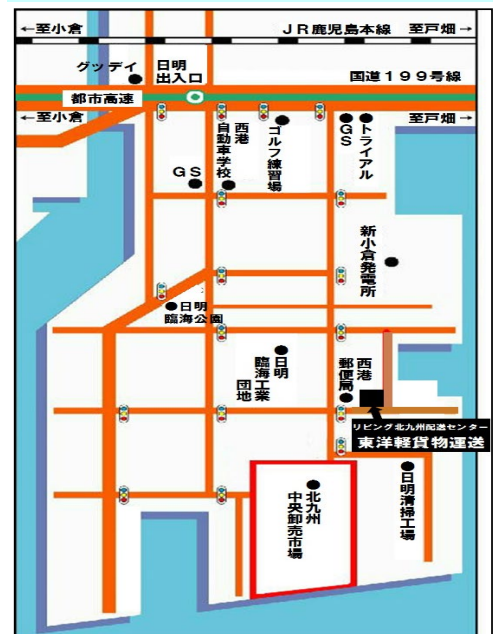 ←至小倉
JR鹿児島本線
至戸畑→
グッデイ
日明
出入口
国道199号線
都市高速
←至小倉
至戸畑→
西港
自動車学校
ゴルフ練習場
GS
トライアル
GS
新小倉発電所
日明
臨海公園
日明
臨海工業
団地
西港
郵便局
リビング北九州配送センター
東洋軽貨物運送
北九州
中央卸売市場
日明清掃工場